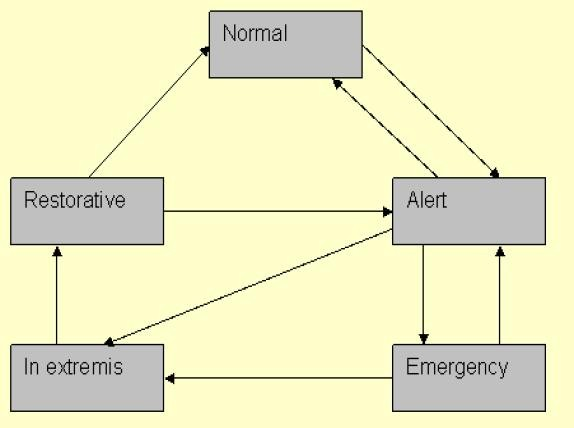 Normal
Restorative
Alert
In extremis
Emergency